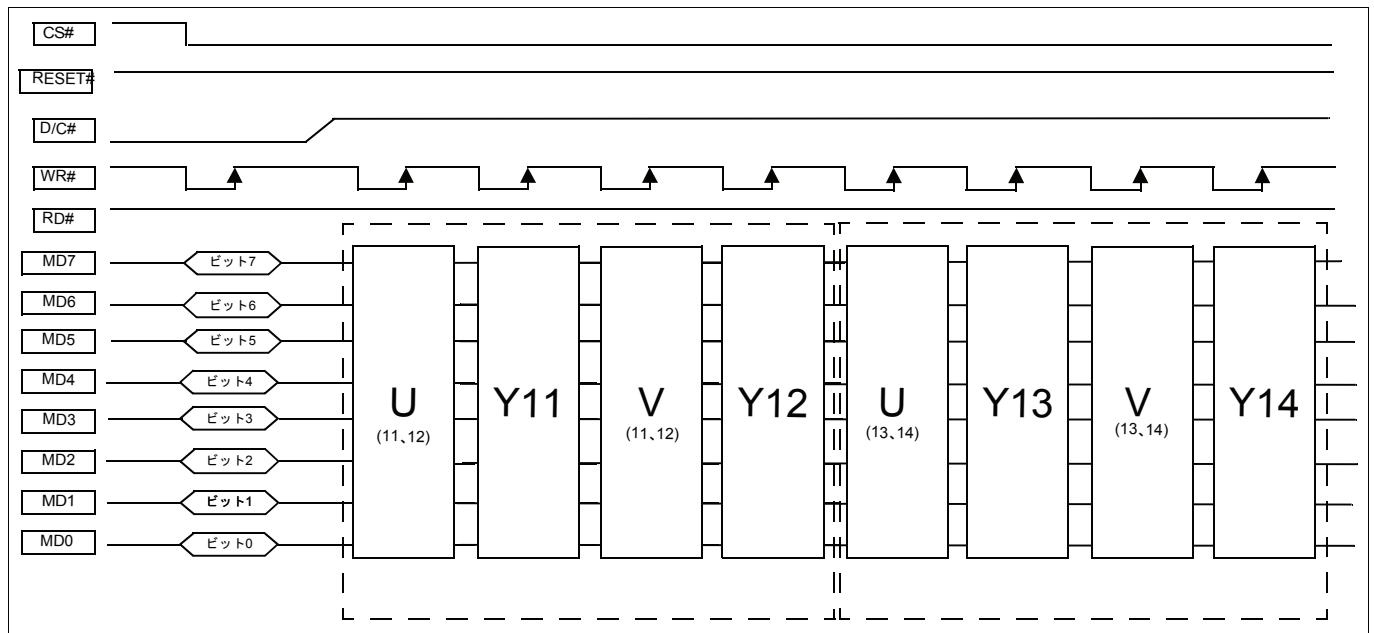 CS#
RESET#
D/C#
WR#
RD#
MD7 ビット7
MD6 ビット6
MD5 ビット5
MD4 ビット4
MD3 ビット3
MD2 ビット2
MD1 ビット1
MD0 ビット0
U Y11 V Y12 U Y13 V Y14
(11、12) (11、12) (13、14) (13、14)